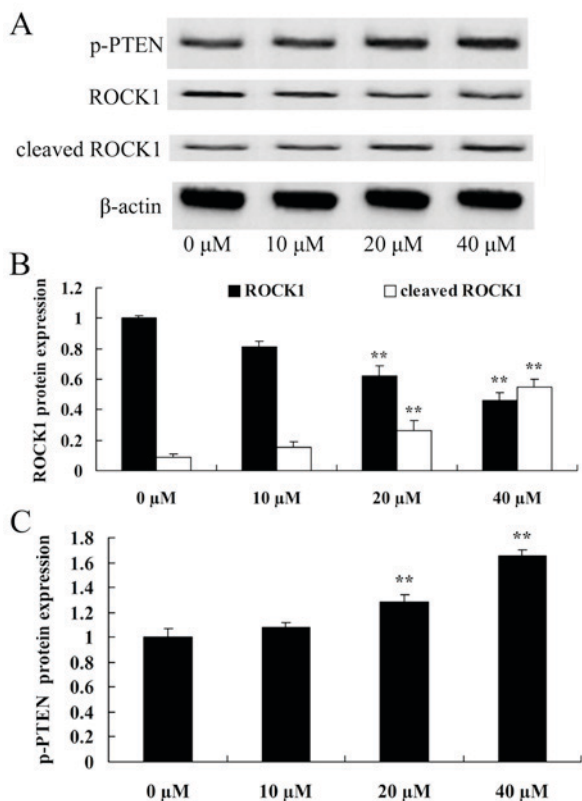 A
p-PTEN
ROCK1
cleaved ROCK1
β-actin
0 μM 10 μM 20 μM 40 μM
B
ROCK1 protein expression
1.2
1
0.8
0.6
0.4
0.2
0
ROCK1 cleaved ROCK1
** ** ** **
0 μM 10 μM 20 μM 40 μM
C
p-PTEN protein expression
1.8
1.6
1.4
1.2
1
0.8
0.6
0.4
0.2
0
** **
0 μM 10 μM 20 μM 40 μM